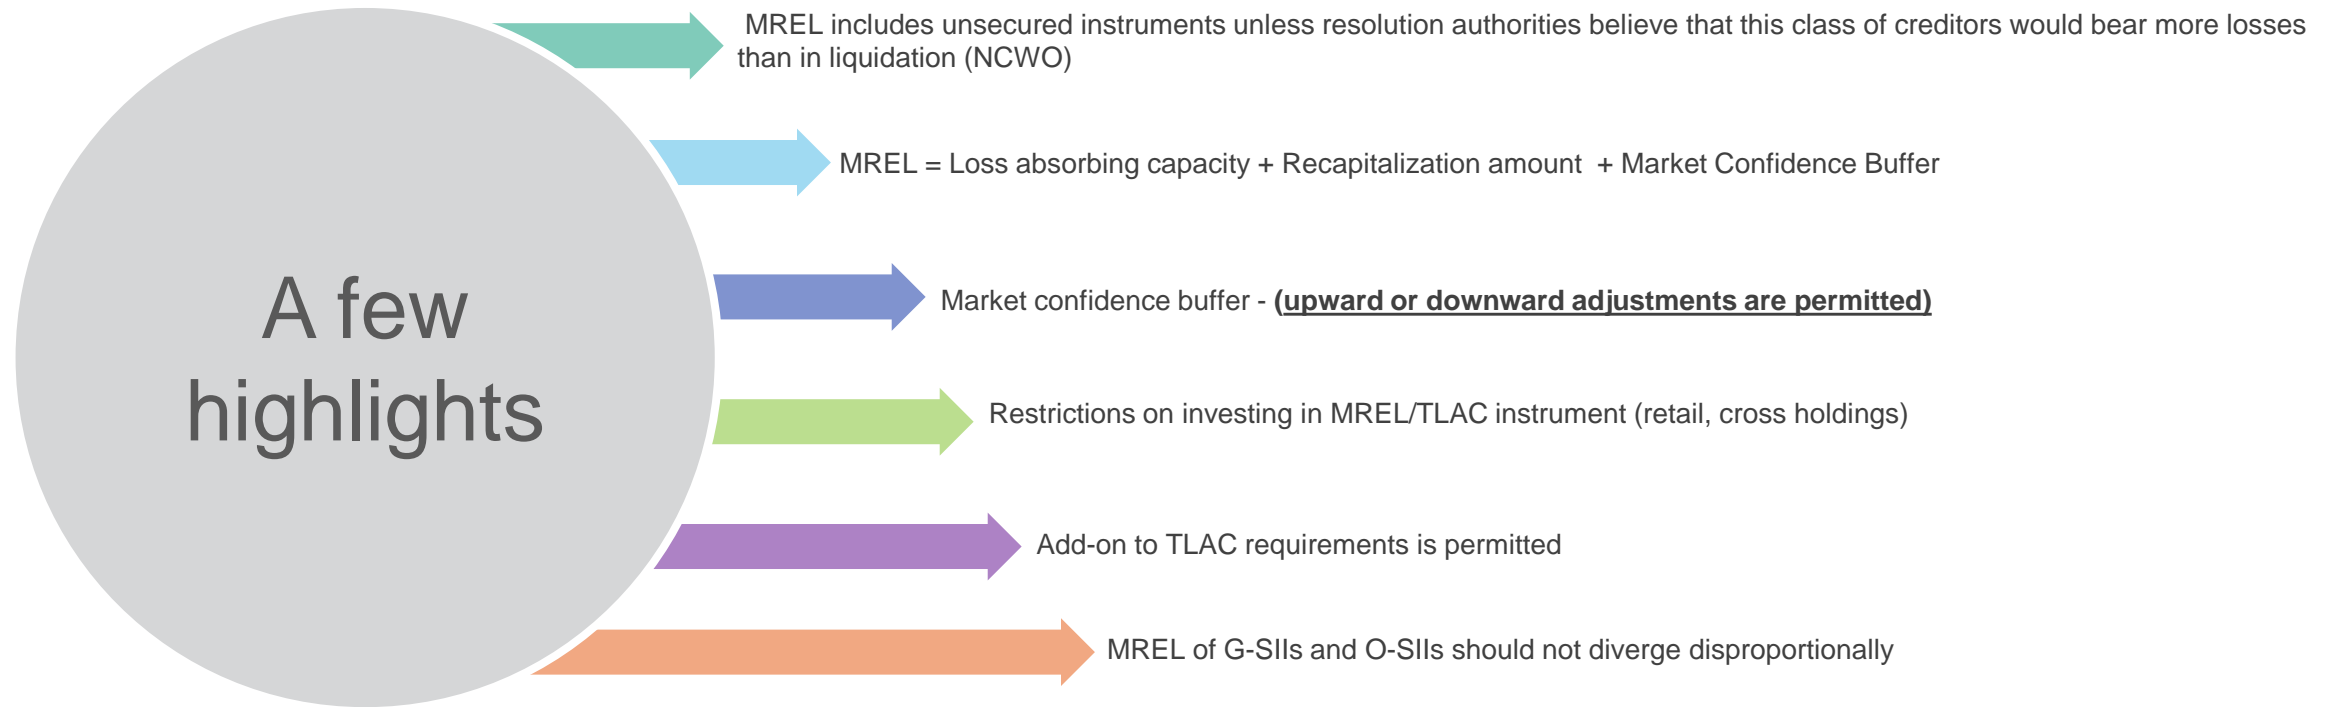 A few
highlights
MREL includes unsecured instruments unless resolution authorities believe that this class of creditors would bear more losses
than in liquidation (NCWO)
MREL = Loss absorbing capacity + Recapitalization amount + Market Confidence Buffer
Market confidence buffer - (upward or downward adjustments are permitted)
Restrictions on investing in MREL/TLAC instrument (retail, cross holdings)
Add-on to TLAC requirements is permitted
MREL of G-SIIs and O-SIIs should not diverge disproportionally